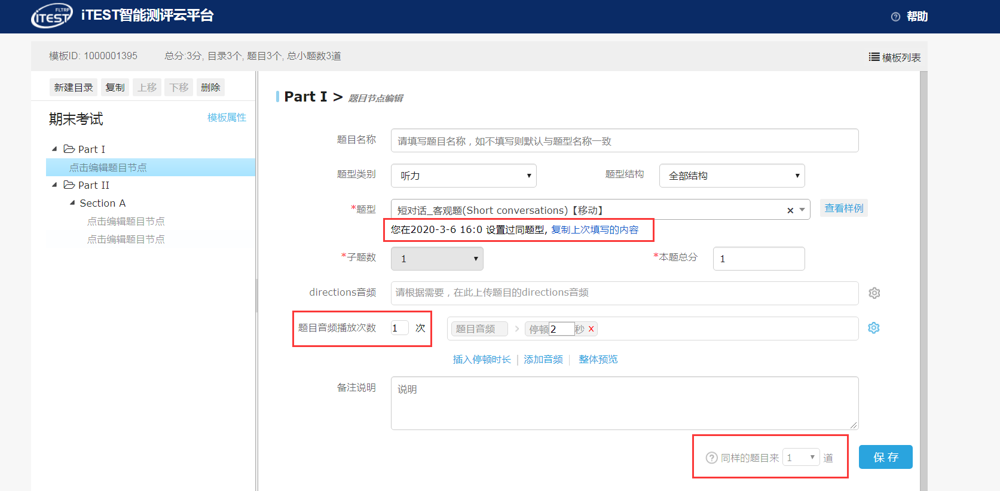 FLTRP
iTEST iTEST智能测评云平台 帮助
模板ID: 1000001395 总分:3分, 目录3个, 题目3个, 总小题数3道 模板列表
新建目录 复制 上移 下移 删除
期末考试 模板属性
Part I
点击编辑题目节点
Part II
Section A
点击编辑题目节点
点击编辑题目节点
Part I > 题目节点编辑
题目名称 请填写题目名称，如不填写则默认与题型名称一致
题型类别 听力 题型结构 全部结构
*题型 短对话_客观题(Short conversations)【移动】 × 查看样例
您在2020-3-6 16:0 设置过同题型, 复制上次填写的内容
*子题数 1 *本题总分 1
directions音频 请根据需要，在此上传题目的directions音频
题目音频播放次数 1 次 题目音频 > 停顿2秒 X
插入停顿时长 | 添加音频 | 整体预览
备注说明 说明
? 同样的题目来 1 道 保 存